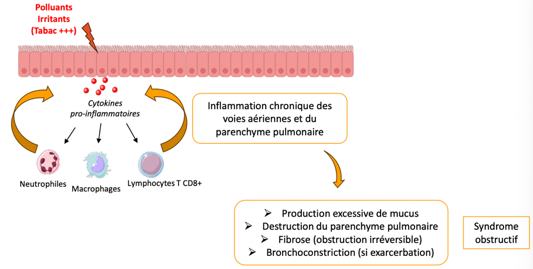 Polluants
Irritants
(Tabac +++)
Cytokines
pro-inflammatoires
Neutrophiles
Macrophages
Lymphocytes T CD8+
Inflammation chronique des
voies aériennes et du
parenchyme pulmonaire
➢ Production excessive de mucus
➢ Destruction du parenchyme pulmonaire
➢ Fibrose (obstruction irréversible)
➢ Bronchoconstriction (si exarcerbation)
Syndrome
obstructif